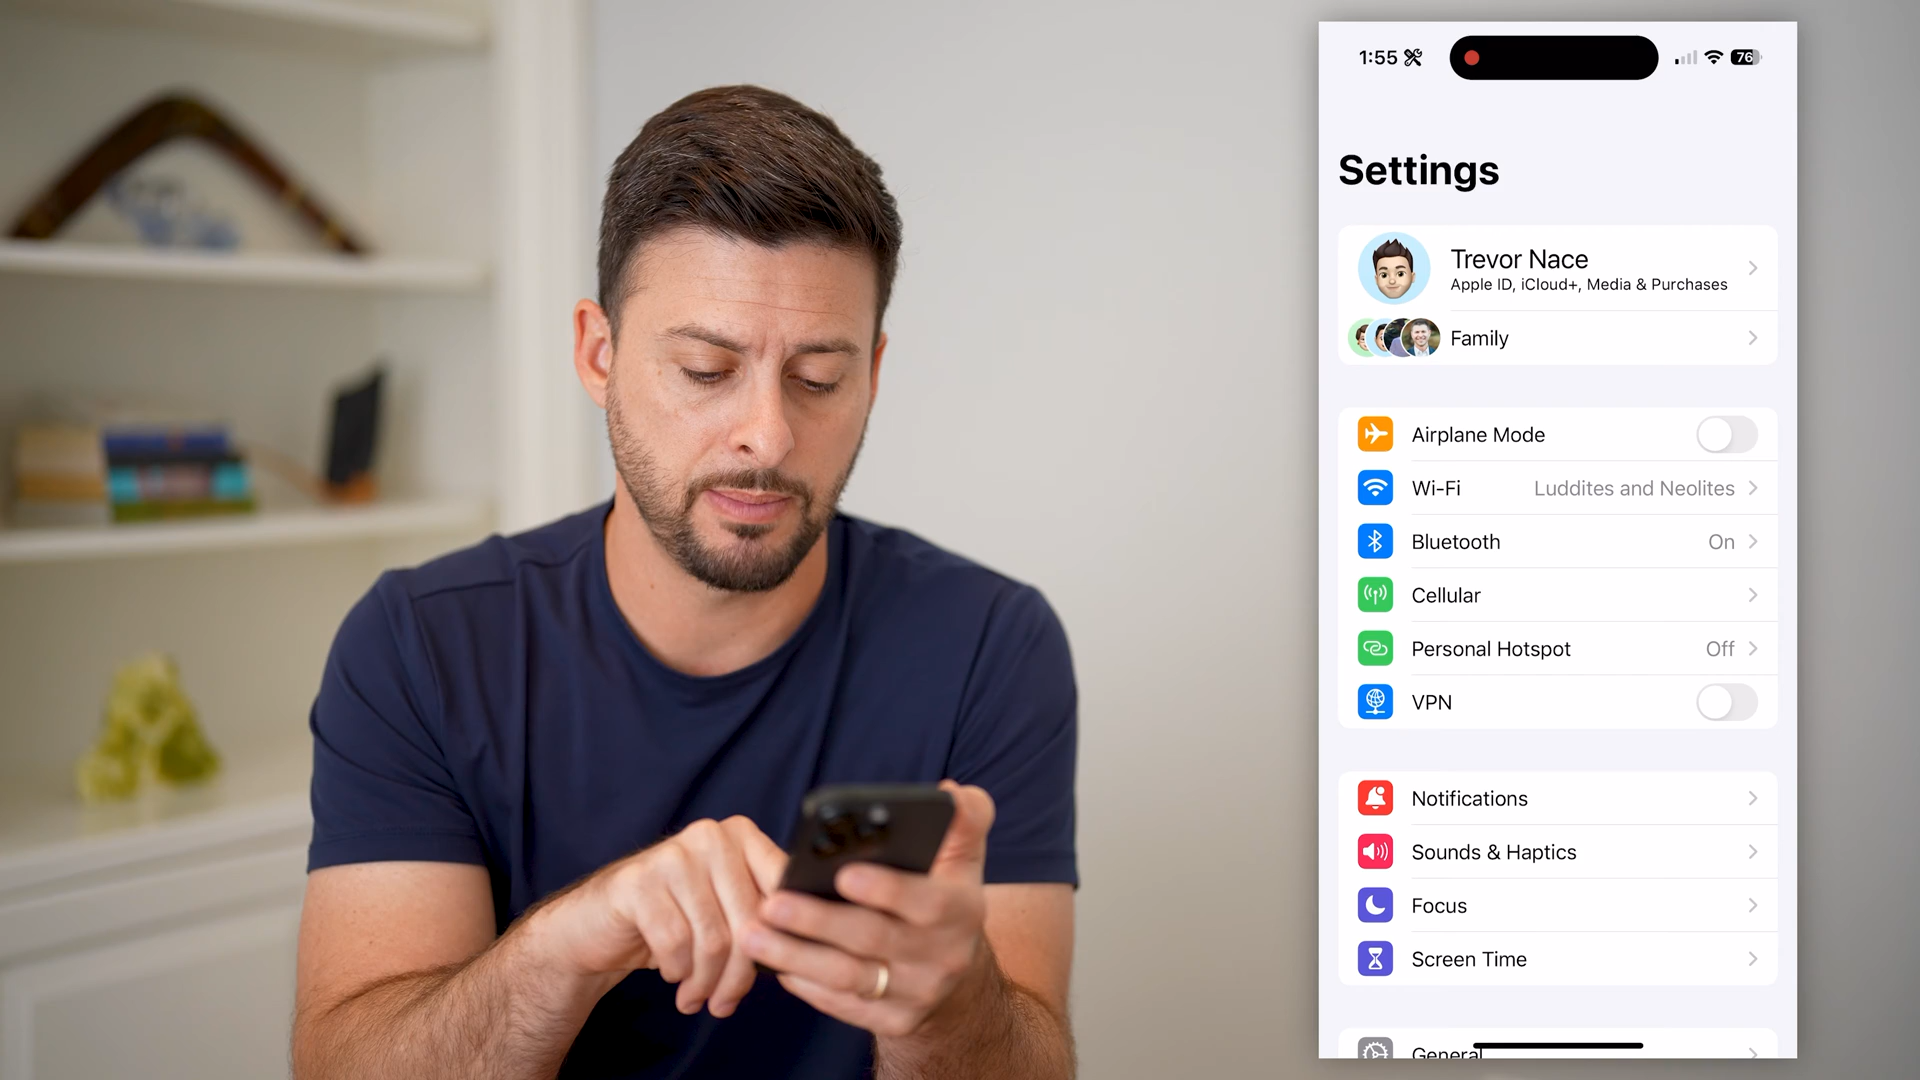 1:55
76
Settings
Trevor Nace
Apple ID, iCloud+, Media & Purchases
Family
Airplane Mode
Wi-Fi Luddites and Neolites
Bluetooth On
Cellular
Personal Hotspot Off
VPN
Notifications
Sounds & Haptics
Focus
Screen Time
General